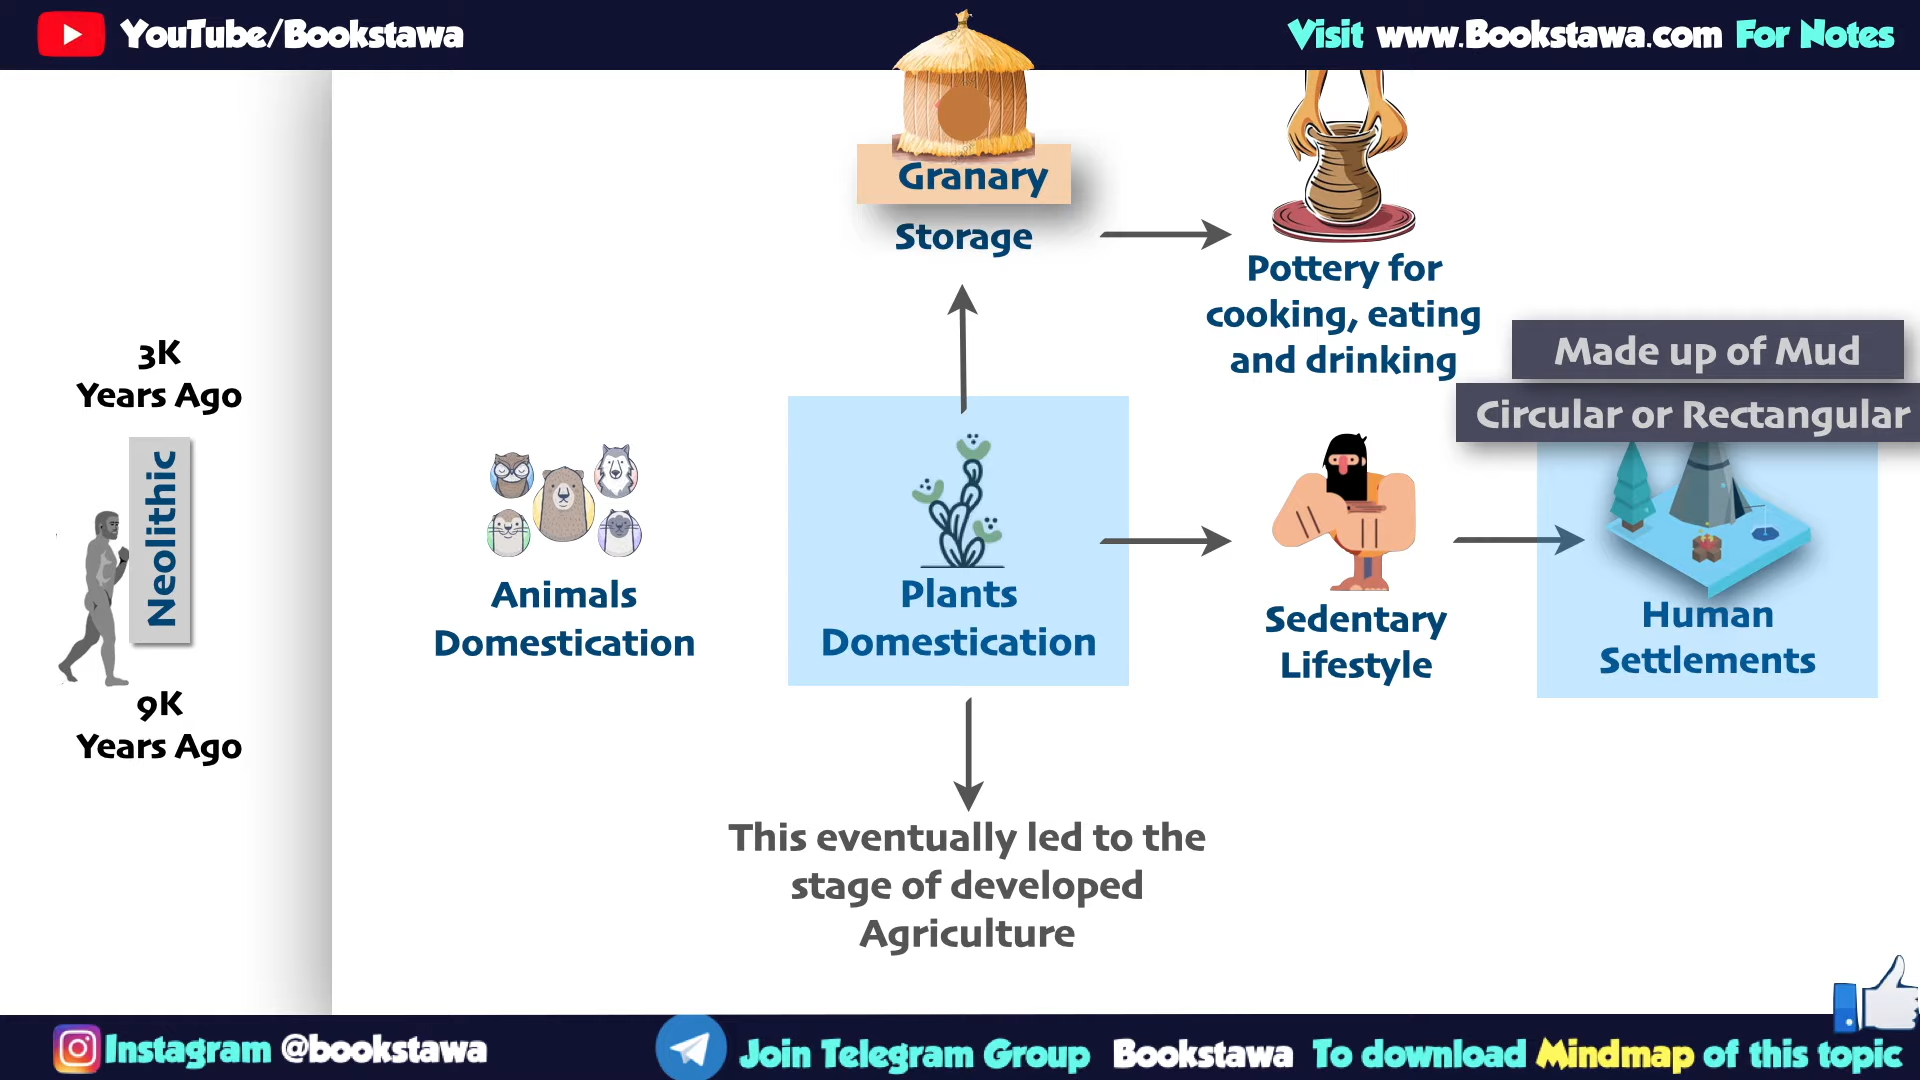 YouTube/Bookstawa
Visit www.Bookstawa.com For Notes
Granary
Storage
Pottery for
cooking, eating
and drinking
Made up of Mud
Circular or Rectangular
3K
Years Ago
Neolithic
9K
Years Ago
Animals
Domestication
Plants
Domestication
Sedentary
Lifestyle
Human
Settlements
This eventually led to the
stage of developed
Agriculture
Instagram @bookstawa
Join Telegram Group Bookstawa To download Mindmap of this topic